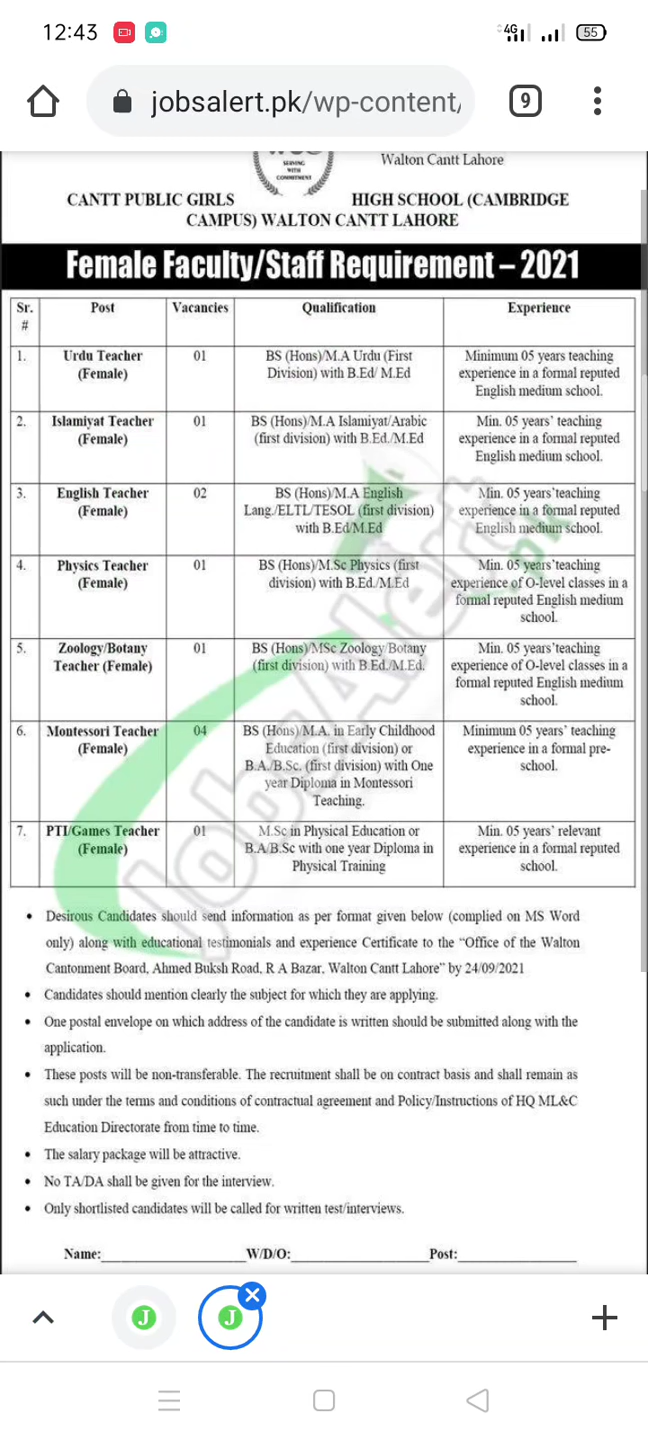 12:43
4G
55
jobsalert.pk/wp-content/
9
SERVING
WITH
COMMITMENT
Walton Cantt Lahore
CANTT PUBLIC GIRLS HIGH SCHOOL (CAMBRIDGE
CAMPUS) WALTON CANTT LAHORE
Female Faculty/Staff Requirement – 2021
Sr. # Post Vacancies Qualification Experience
1. Urdu Teacher 01 BS (Hons)/M.A Urdu (First Minimum 05 years teaching
(Female) Division) with B.Ed/ M.Ed experience in a formal reputed
English medium school.
2. Islamiyat Teacher 01 BS (Hons)/M.A Islamiyat/Arabic Min. 05 years' teaching
(Female) (first division) with B.Ed./M.Ed experience in a formal reputed
English medium school.
3. English Teacher 02 BS (Hons)/M.A English Min. 05 years'teaching
(Female) Lang./ELTL/TESOL (first division) experience in a formal reputed
with B.Ed/M.Ed English medium school.
4. Physics Teacher 01 BS (Hons)/M.Sc Physics (first Min. 05 years'teaching
(Female) division) with B.Ed./M.Ed experience of O-level classes in a
formal reputed English medium
school.
5. Zoology/Botany 01 BS (Hons)/MSc Zoology/Botany Min. 05 years'teaching
Teacher (Female) (first division) with B.Ed./M.Ed. experience of O-level classes in a
formal reputed English medium
school.
6. Montessori Teacher 04 BS (Hons)/M.A. in Early Childhood Minimum 05 years' teaching
(Female) Education (first division) or experience in a formal pre-
B.A./B.Sc. (first division) with One school.
year Diploma in Montessori
Teaching.
7. PTI/Games Teacher 01 M.Sc in Physical Education or Min. 05 years' relevant
(Female) B.A/B.Sc with one year Diploma in experience in a formal reputed
Physical Training school.
JobsAlert.pk
• Desirous Candidates should send information as per format given below (complied on MS Word
only) along with educational testimonials and experience Certificate to the "Office of the Walton
Cantonment Board, Ahmed Buksh Road, R A Bazar, Walton Cantt Lahore" by 24/09/2021
• Candidates should mention clearly the subject for which they are applying.
• One postal envelope on which address of the candidate is written should be submitted along with the
application.
• These posts will be non-transferable. The recruitment shall be on contract basis and shall remain as
such under the terms and conditions of contractual agreement and Policy/Instructions of HQ ML&C
Education Directorate from time to time.
• The salary package will be attractive.
• No TA/DA shall be given for the interview.
• Only shortlisted candidates will be called for written test/interviews.
Name:____________________W/D/O:___________________Post:________________
J
J